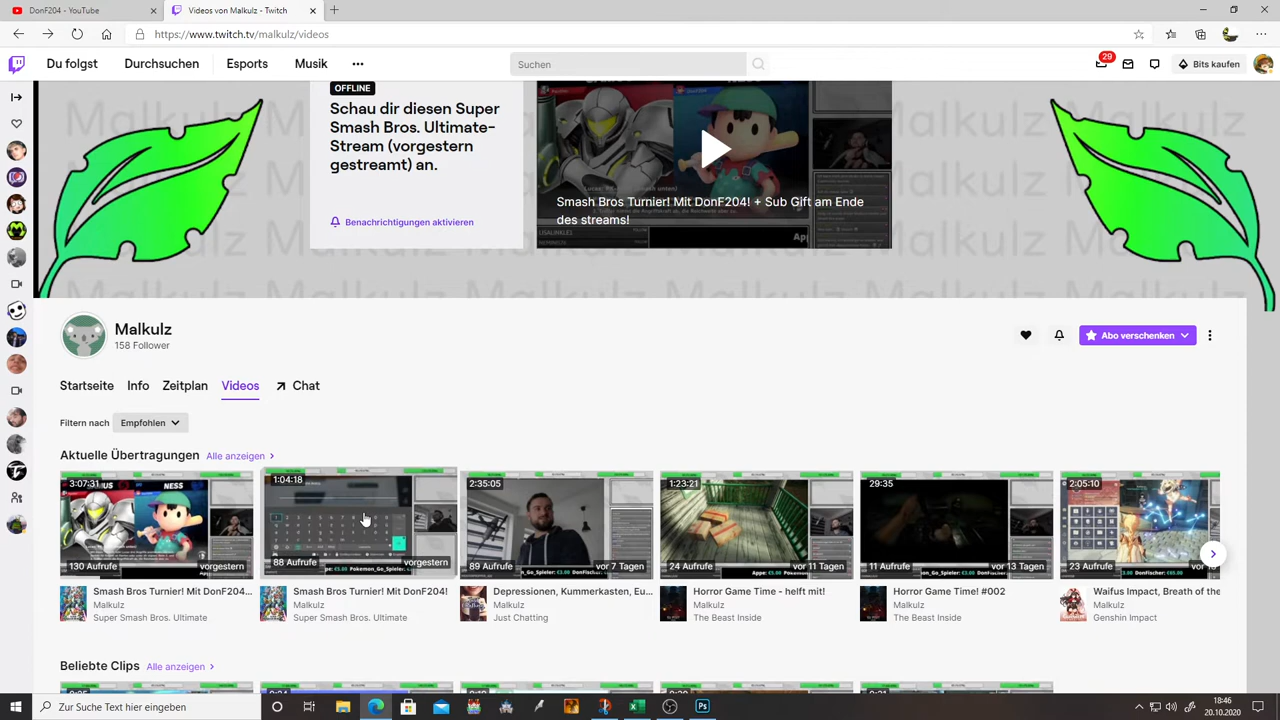 DonF204 - YouTube
Videos von Malkulz - Twitch
https://www.twitch.tv/malkulz/videos
Du folgst
Durchsuchen
Esports
Musik
Suchen
29
Bits kaufen
OFFLINE
Schau dir diesen Super
Smash Bros. Ultimate-
Stream (vorgestern
gestreamt) an.
Benachrichtigungen aktivieren
Smash Bros Turnier! Mit DonF204! + Sub Gift am Ende
des streams!
Malkulz
158 Follower
Abo verschenken
Startseite
Info
Zeitplan
Videos
Chat
Filtern nach
Empfohlen
Aktuelle Übertragungen
Alle anzeigen
3:07:31
NESS
130 Aufrufe
vorgestern
Smash Bros Turnier! Mit DonF204...
Malkulz
Super Smash Bros. Ultimate
1:04:18
88 Aufrufe
vorgestern
Smash Bros Turnier! Mit DonF204!
Malkulz
Super Smash Bros. Ultimate
2:35:05
89 Aufrufe
vor 7 Tagen
Depressionen, Kummerkasten, Eu...
Malkulz
Just Chatting
1:23:21
24 Aufrufe
vor 11 Tagen
Horror Game Time - helft mit!
Malkulz
The Beast Inside
29:35
11 Aufrufe
vor 13 Tagen
Horror Game Time! #002
Malkulz
The Beast Inside
2:05:10
23 Aufrufe
Waifus Impact, Breath of the
Malkulz
Genshin Impact
Beliebte Clips
Alle anzeigen
Zur Suche Text hier eingeben
18:46
20.10.2020